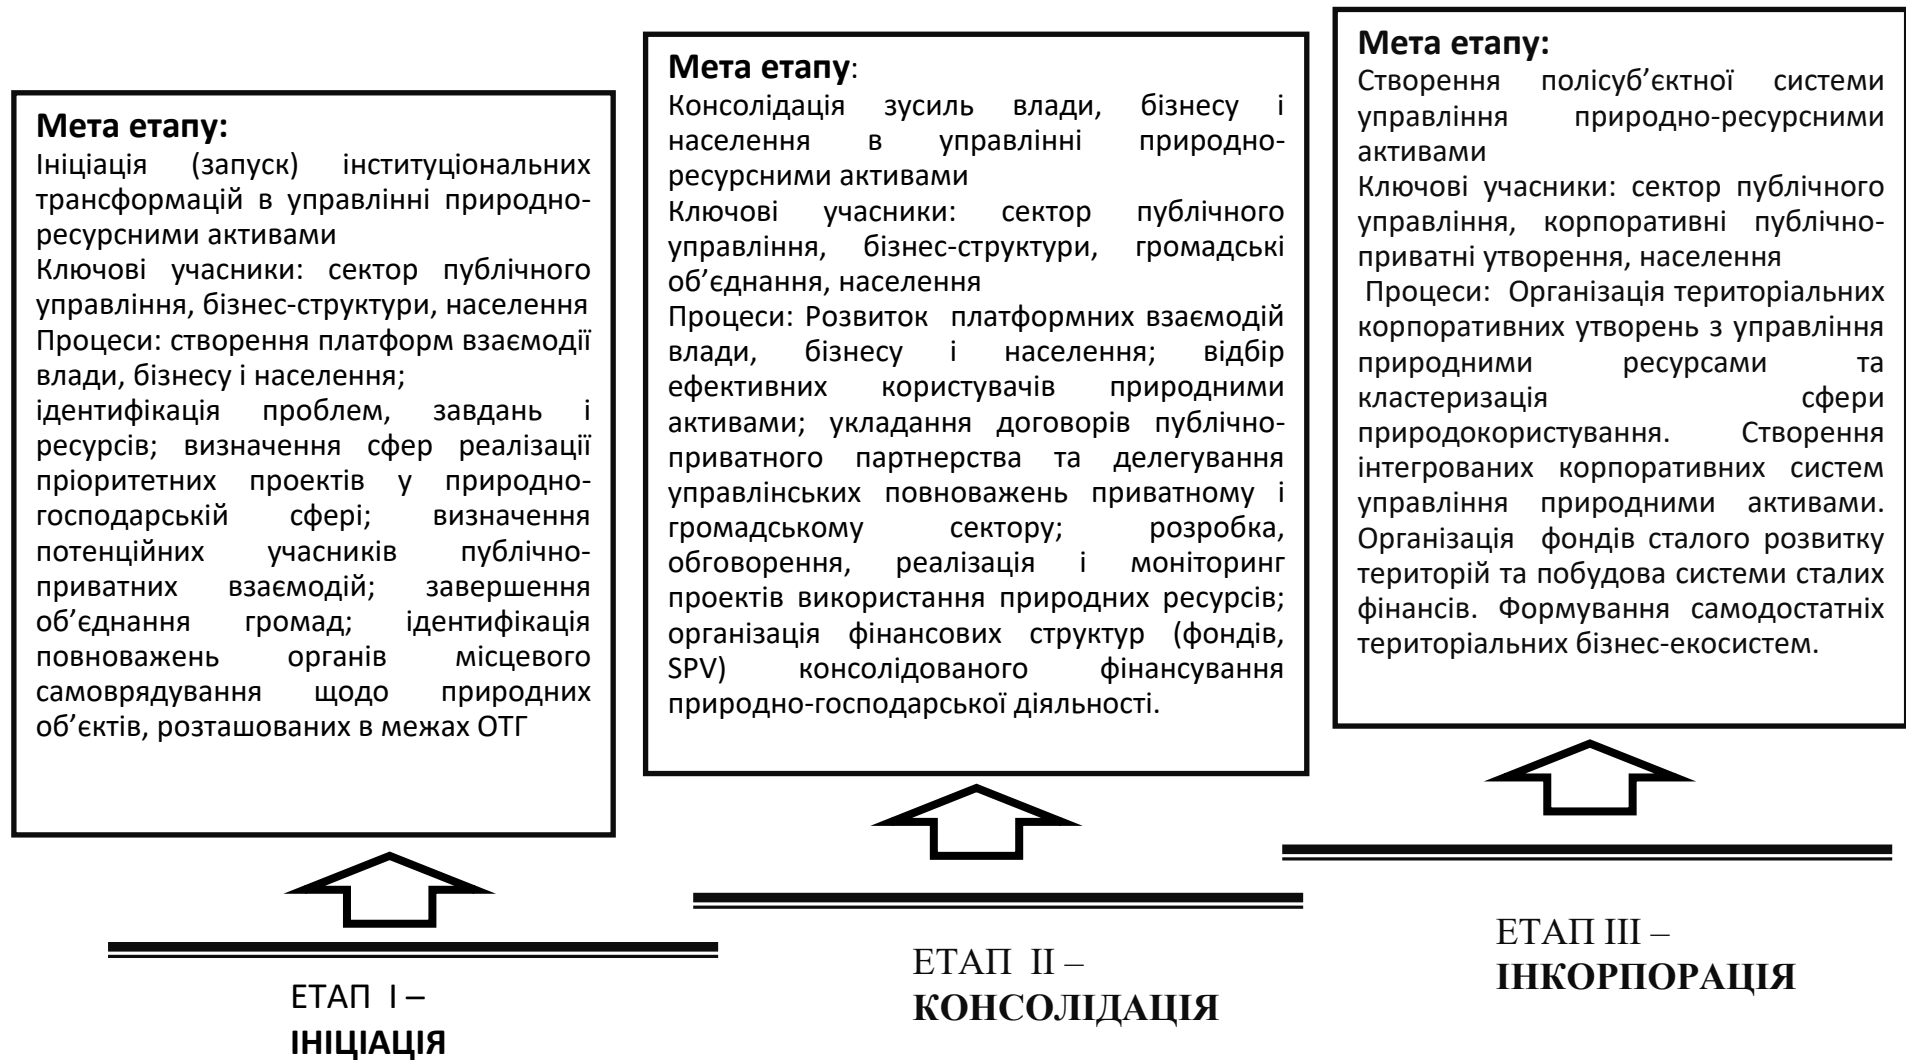 Мета етапу:
Ініціація (запуск) інституціональних
трансформацій в управлінні природно-
ресурсними активами
Ключові учасники: сектор публічного
управління, бізнес-структури, населення
Процеси: створення платформ взаємодії
влади, бізнесу і населення;
ідентифікація проблем, завдань і
ресурсів; визначення сфер реалізації
пріоритетних проектів у природно-
господарській сфері; визначення
потенційних учасників публічно-
приватних взаємодій; завершення
об’єднання громад; ідентифікація
повноважень органів місцевого
самоврядування щодо природних
об’єктів, розташованих в межах ОТГ
ЕТАП І –
ІНІЦІАЦІЯ
Мета етапу:
Консолідація зусиль влади, бізнесу і
населення в управлінні природно-
ресурсними активами
Ключові учасники: сектор публічного
управління, бізнес-структури, громадські
об’єднання, населення
Процеси: Розвиток платформних взаємодій
влади, бізнесу і населення; відбір
ефективних користувачів природними
активами; укладання договорів публічно-
приватного партнерства та делегування
управлінських повноважень приватному і
громадському сектору; розробка,
обговорення, реалізація і моніторинг
проектів використання природних ресурсів;
організація фінансових структур (фондів,
SPV) консолідованого фінансування
природно-господарської діяльності.
ЕТАП ІІ –
КОНСОЛІДАЦІЯ
Мета етапу:
Створення полісуб’єктної системи
управління природно-ресурсними
активами
Ключові учасники: сектор публічного
управління, корпоративні публічно-
приватні утворення, населення
Процеси: Організація територіальних
корпоративних утворень з управління
природними ресурсами та
кластеризація сфери
природокористування. Створення
інтегрованих корпоративних систем
управління природними активами.
Організація фондів сталого розвитку
територій та побудова системи сталих
фінансів. Формування самодостатніх
територіальних бізнес-екосистем.
ЕТАП ІІІ –
ІНКОРПОРАЦІЯ